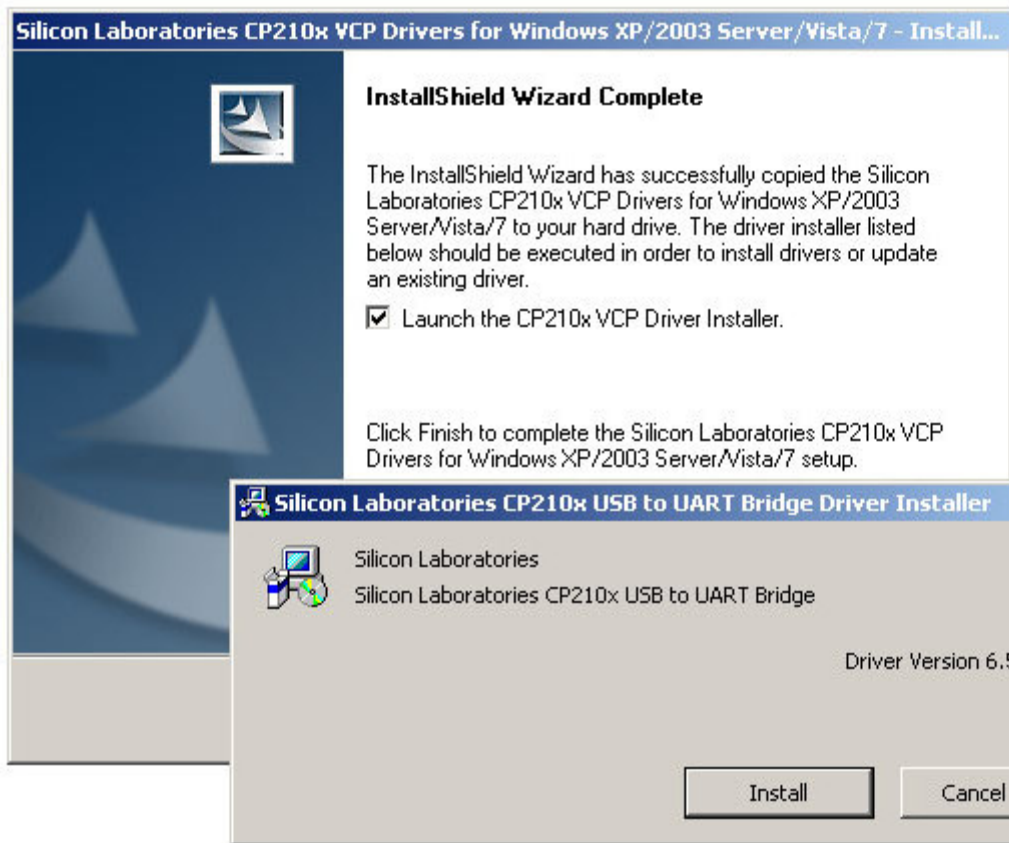 Silicon Laboratories CP210x VCP Drivers for Windows XP/2003 Server/Vista/7 - Install...
InstallShield Wizard Complete
The InstallShield Wizard has successfully copied the Silicon
Laboratories CP210x VCP Drivers for Windows XP/2003
Server/Vista/7 to your hard drive. The driver installer listed
below should be executed in order to install drivers or update
an existing driver.
Launch the CP210x VCP Driver Installer.
Click Finish to complete the Silicon Laboratories CP210x VCP
Drivers for Windows XP/2003 Server/Vista/7 setup.
Silicon Laboratories CP210x USB to UART Bridge Driver Installer
Silicon Laboratories
Silicon Laboratories CP210x USB to UART Bridge
Driver Version 6.5
Install
Cancel